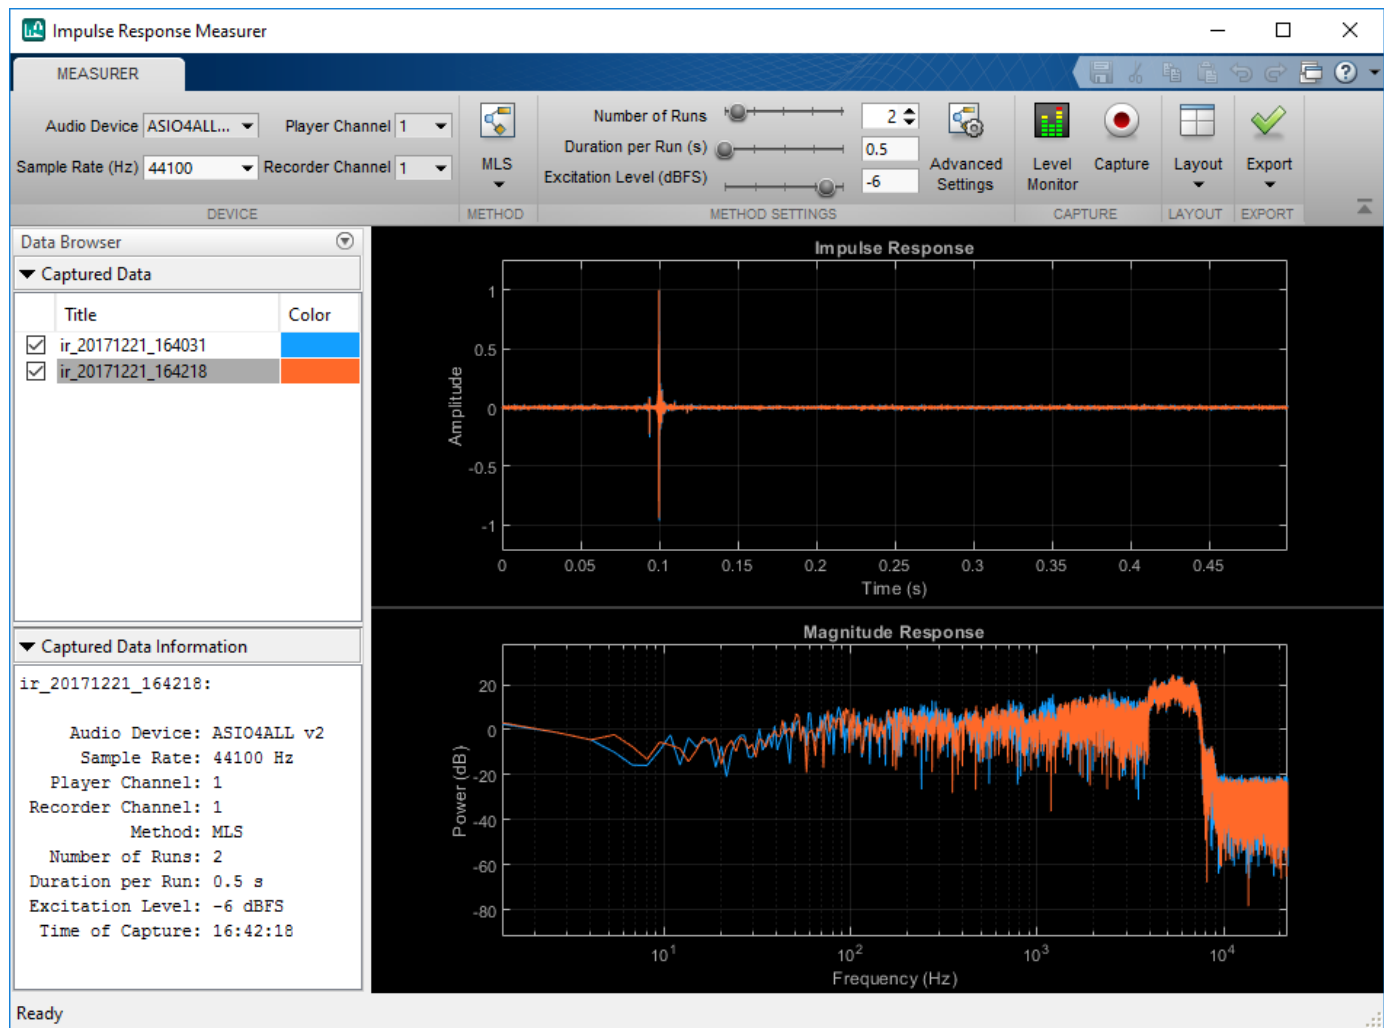 Impulse Response Measurer
MEASURER
Audio Device ASIO4ALL... Player Channel 1
Sample Rate (Hz) 44100 Recorder Channel 1
MLS
Number of Runs 2
Duration per Run (s) 0.5
Excitation Level (dBFS) -6
Advanced
Settings
Level
Monitor
Capture
Layout
Export
DEVICE METHOD METHOD SETTINGS CAPTURE LAYOUT EXPORT
Data Browser
Captured Data
Title Color
ir_20171221_164031
ir_20171221_164218
Captured Data Information
ir_20171221_164218:
Audio Device: ASIO4ALL v2
Sample Rate: 44100 Hz
Player Channel: 1
Recorder Channel: 1
Method: MLS
Number of Runs: 2
Duration per Run: 0.5 s
Excitation Level: -6 dBFS
Time of Capture: 16:42:18
Impulse Response
Amplitude
1
0.5
0
-0.5
-1
0 0.05 0.1 0.15 0.2 0.25 0.3 0.35 0.4 0.45
Time (s)
Magnitude Response
Power (dB)
20
0
-20
-40
-60
-80
10¹ 10² 10³ 10⁴
Frequency (Hz)
Ready